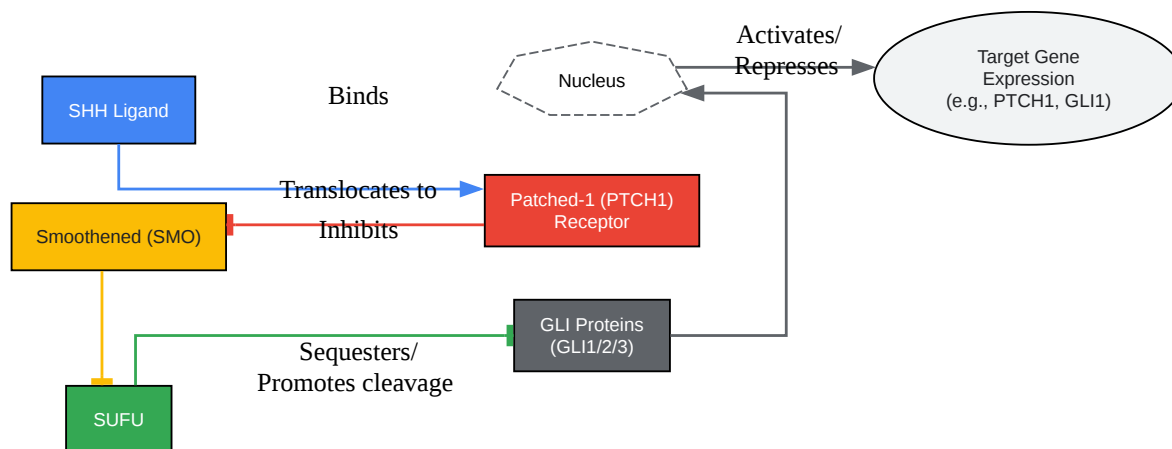 Activates/
Represses
Target Gene
Expression
(e.g., PTCH1, GLI1)
Nucleus
Binds
SHH Ligand
Translocates to
Patched-1 (PTCH1)
Receptor
Inhibits
Smoothened (SMO)
GLI Proteins
(GLI1/2/3)
Sequesters/
Promotes cleavage
SUFU